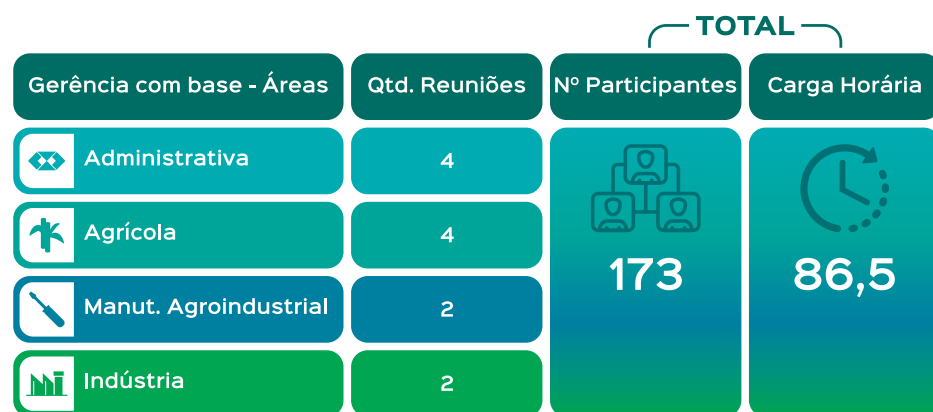 TOTAL
Gerência com base - Áreas Qtd. Reuniões Nº Participantes Carga Horária
Administrativa 4
Agrícola 4
173 86,5
Manut. Agroindustrial 2
Indústria 2